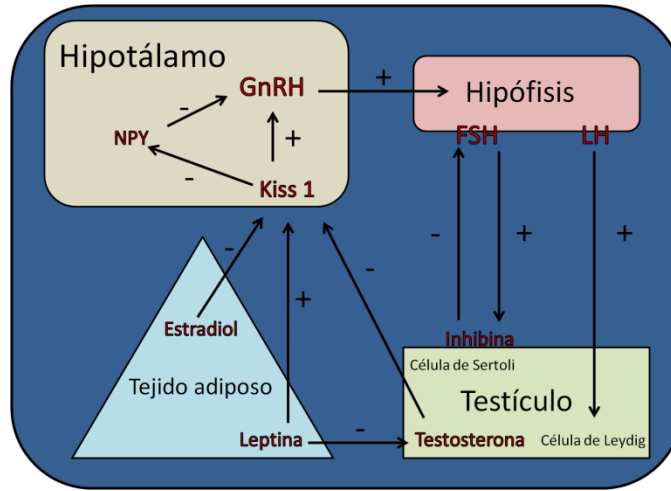 Hipotálamo
GnRH
+
Hipófisis
-
NPY
+
FSH
LH
-
Kiss 1
-
+
-
+
+
-
Estradiol
Inhibina
Célula de Sertoli
Tejido adiposo
Testículo
Leptina
-
Testosterona
Célula de Leydig